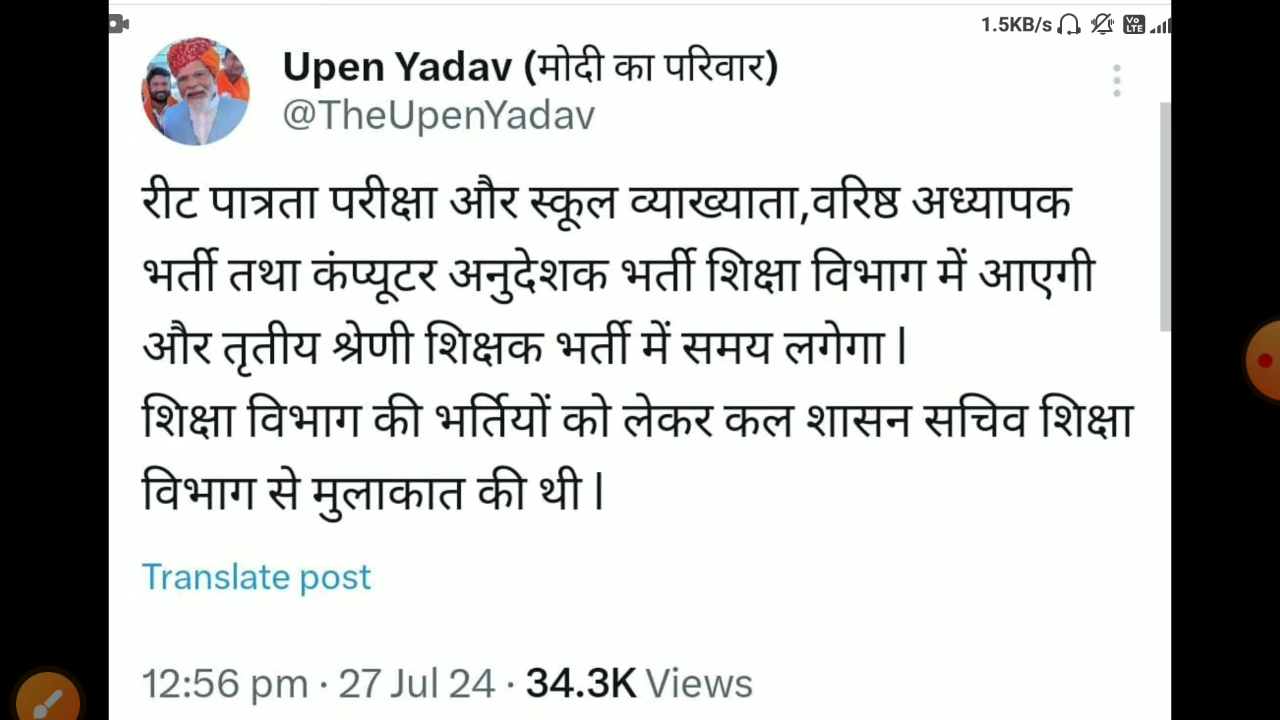 1.5KB/s Vo LTE
Upen Yadav (मोदी का परिवार)
@TheUpenYadav
रीट पात्रता परीक्षा और स्कूल व्याख्याता,वरिष्ठ अध्यापक
भर्ती तथा कंप्यूटर अनुदेशक भर्ती शिक्षा विभाग में आएगी
और तृतीय श्रेणी शिक्षक भर्ती में समय लगेगा |
शिक्षा विभाग की भर्तियों को लेकर कल शासन सचिव शिक्षा
विभाग से मुलाकात की थी |
Translate post
12:56 pm · 27 Jul 24 · 34.3K Views